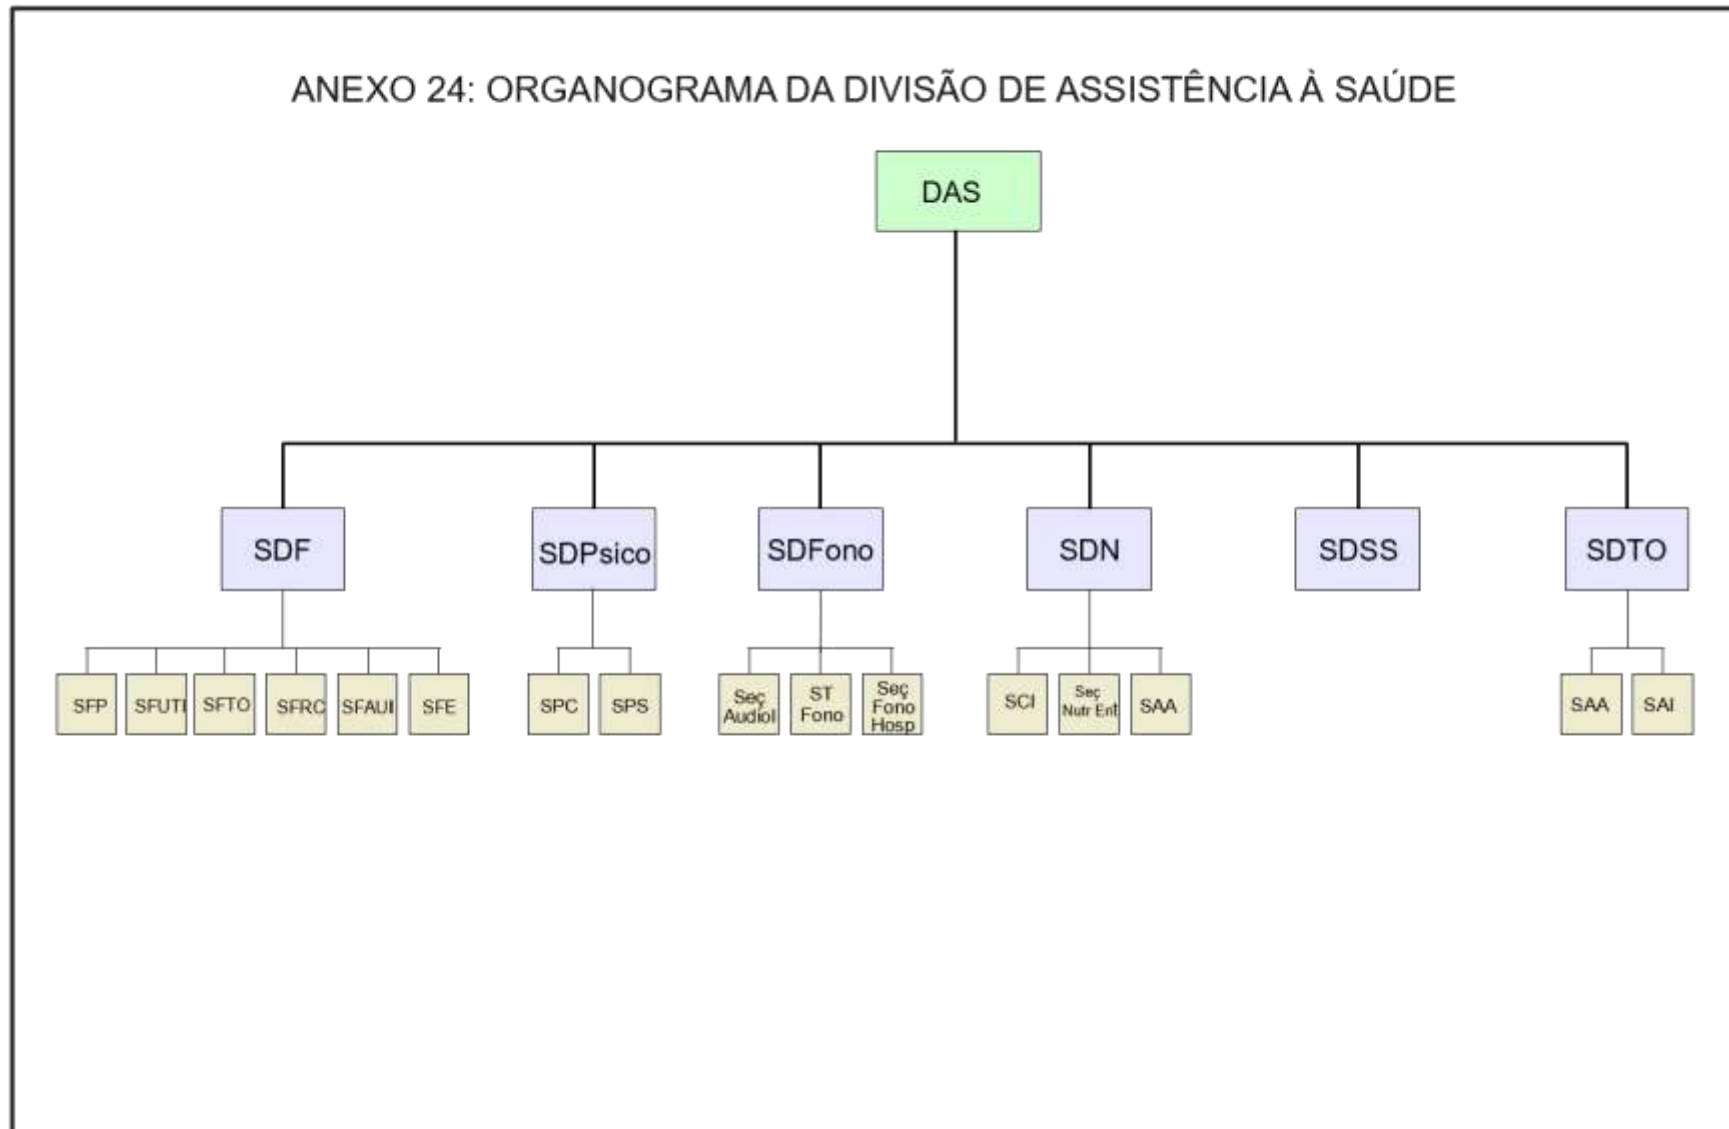 ANEXO 24: ORGANOGRAMA DA DIVISÃO DE ASSISTÊNCIA À SAÚDE
DAS
SDF
SDPsico
SDFono
SDN
SDSS
SDTO
SFP
SFUTI
SFTO
SFRC
SFAUI
SFE
SPC
SPS
Seç
Audiol
ST
Fono
Seç
Fono
Hosp
SCI
Seç
Nutr Ent
SAA
SAA
SAI